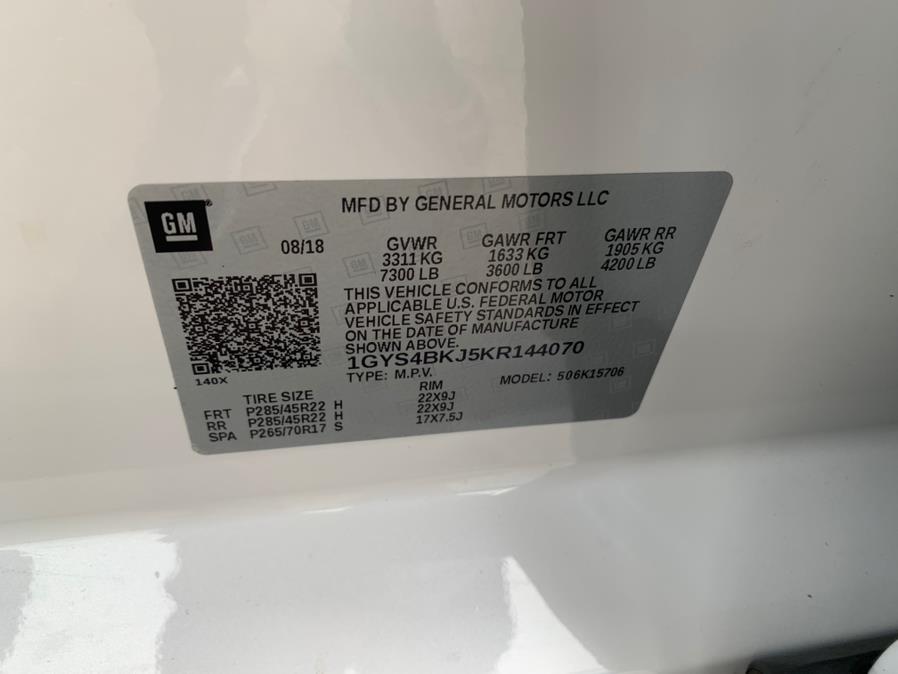 MFD BY GENERAL MOTORS LLC
GM
08/18 GVWR GAWR FRT GAWR RR
3311 KG 1633 KG 1905 KG
7300 LB 3600 LB 4200 LB
THIS VEHICLE CONFORMS TO ALL
APPLICABLE U.S. FEDERAL MOTOR
VEHICLE SAFETY STANDARDS IN EFFECT
ON THE DATE OF MANUFACTURE
SHOWN ABOVE.
1GYS4BKJ5KR144070
140X TYPE: M.P.V. MODEL: 506K15706
TIRE SIZE RIM
FRT P285/45R22 H 22X9J
RR P285/45R22 H 22X9J
SPA P265/70R17 S 17X7.5J